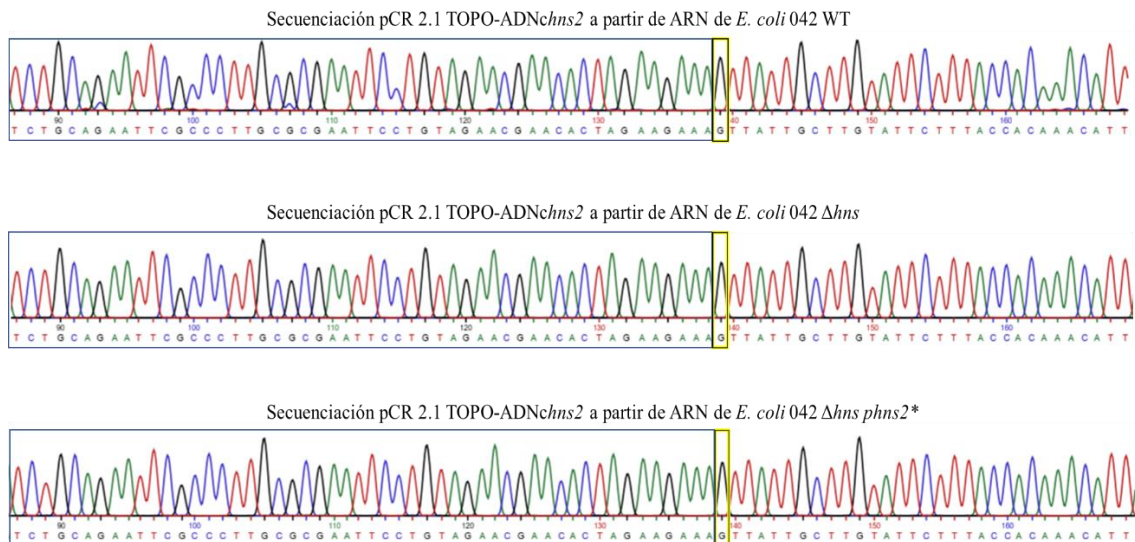 Secuenciación pCR 2.1 TOPO-ADNchns2 a partir de ARN de E. coli 042 WT
90 100 110 120 130 40 150 160
T C T G C A G A A T T C G C C C T T G C G C G A A T T C C T G T A G A A C G A A C A C T A G A A G A A A G T T A T T G C T T G T A T T C T T T A C C A C A A A C A T T
Secuenciación pCR 2.1 TOPO-ADNchns2 a partir de ARN de E. coli 042 Δhns
90 100 110 120 130 140 150 160
T C T G C A G A A T T C G C C C T T G C G C G A A T T C C T G T A G A A C G A A C A C T A G A A G A A A G T T A T T G C T T G T A T T C T T T A C C A C A A A C A T T
Secuenciación pCR 2.1 TOPO-ADNchns2 a partir de ARN de E. coli 042 Δhns phns2*
90 100 110 120 130 140 150 160
T C T G C A G A A T T C G C C C T T G C G C G A A T T C C T G T A G A A C G A A C A C T A G A A G A A A G T T A T T G C T T G T A T T C T T T A C C A C A A A C A T T